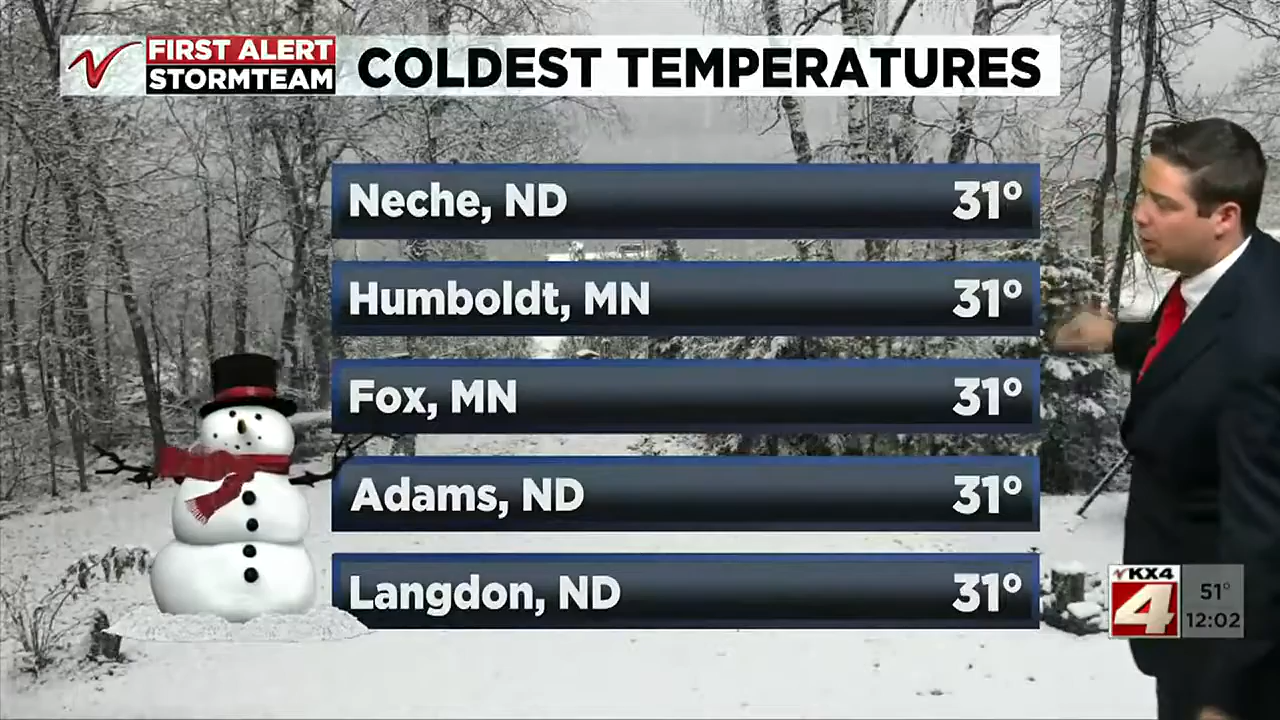 FIRST ALERT
STORMTEAM
COLDEST TEMPERATURES
Neche, ND 31°
Humboldt, MN 31°
Fox, MN 31°
Adams, ND 31°
Langdon, ND 31°
KX4
4
51°
12:02